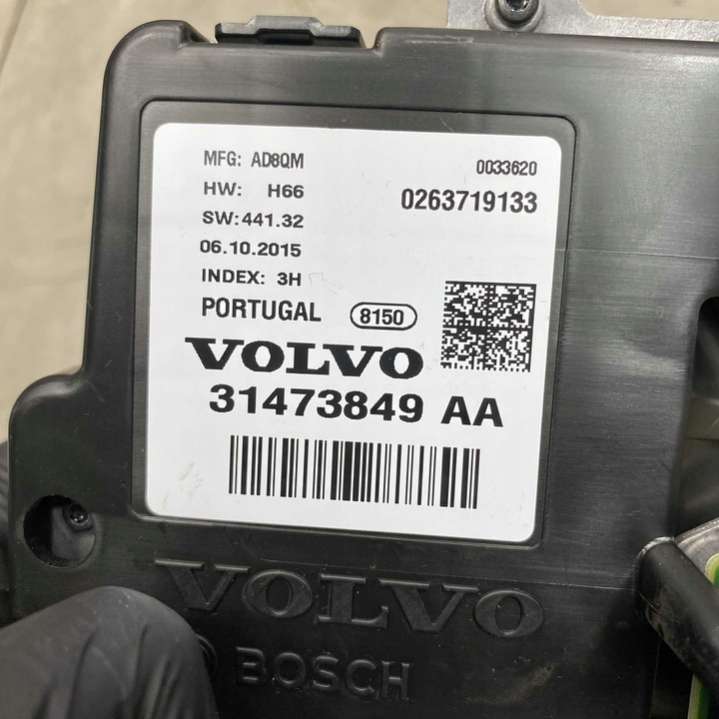 MFG: AD8QM
0033620
HW: H66
0263719133
SW:441.32
06.10.2015
INDEX: 3H
PORTUGAL 8150
VOLVO
31473849 AA
VOLVO
BOSCH